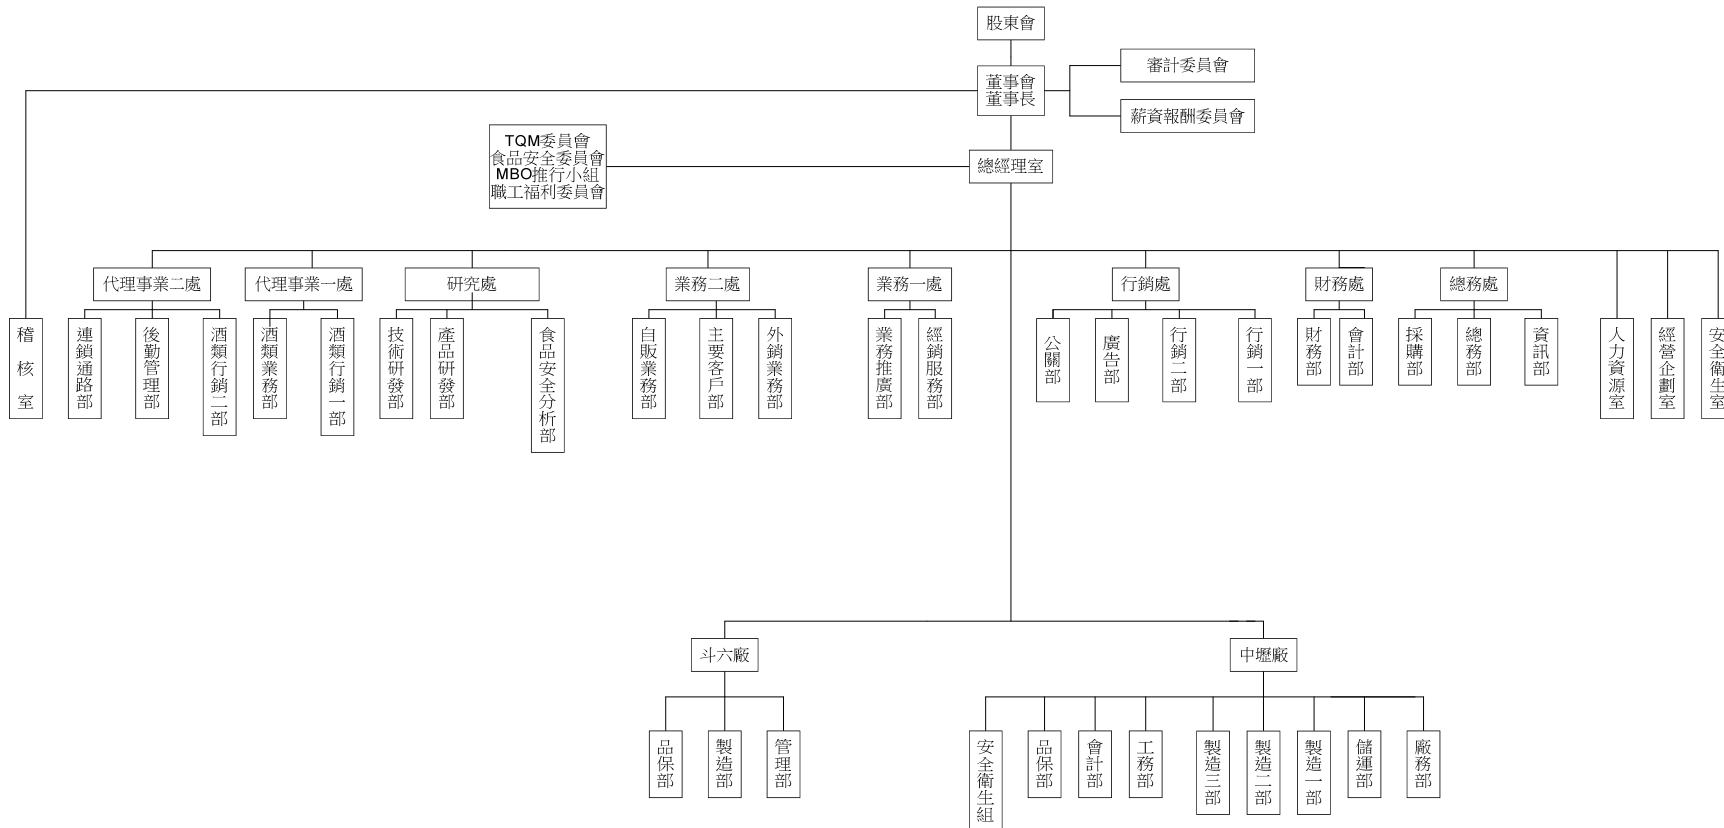 股東會
董事會
董事長
審計委員會
薪資報酬委員會
TQM委員會
食品安全委員會
MBO推行小組
職工福利委員會
總經理室
代理事業二處
代理事業一處
研究處
業務二處
業務一處
行銷處
財務處
總務處
稽核室
連鎖通路部
後勤管理部
酒類行銷二部
酒類業務部
酒類行銷一部
技術研發部
產品研發部
食品安全分析部
自販業務部
主要客戶部
外銷業務部
業務推廣部
經銷服務部
公關部
廣告部
行銷二部
行銷一部
財務部
會計部
採購部
總務部
資訊部
人力資源室
經營企劃室
安全衛生室
斗六廠
中壢廠
品保部
製造部
管理部
安全衛生組
品保部
會計部
工務部
製造三部
製造二部
製造一部
儲運部
廠務部